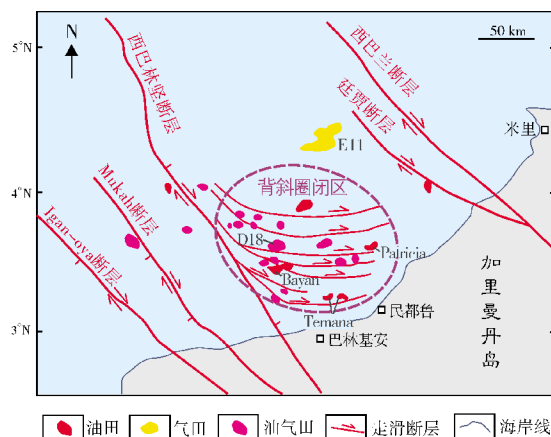 N
50 km
5°N
4°N
3°N
西巴林坚断层
西巴兰断层
廷贾断层
米里
E11
Mukah断层
背斜圈闭区
Igan-oya断层
D18
Patricia
Bayan
Temana
民都鲁
巴林基安
加里曼丹岛
油田
气田
油气田
走滑断层
海岸线